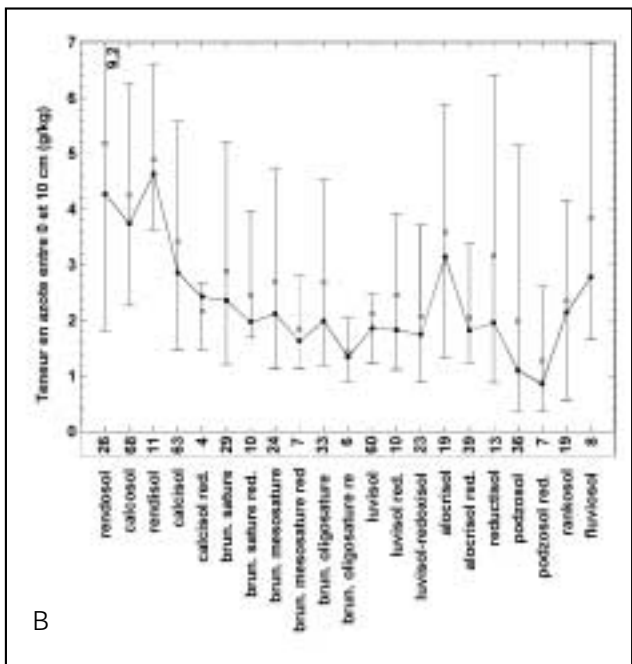 Teneur en azote entre 0 et 10 cm (g/kg)
7
6
5
4
3
2
1
0
9,2
26 68 11 63 4 29 10 24 7 33 6 60 10 23 19 39 13 36 7 19 8
rendosol
calcosol
rendisol
calcisol
calcisol red.
brun. sature
brun. sature red.
brun. mesosature
brun. mesosature red
brun. oligosature
brun. oligosature re
luvisol
luvisol red.
luvisol-redoxisol
alocrisol
alocrisol red.
reductisol
podzosol
podzosol red.
rankosol
fluviosol
B